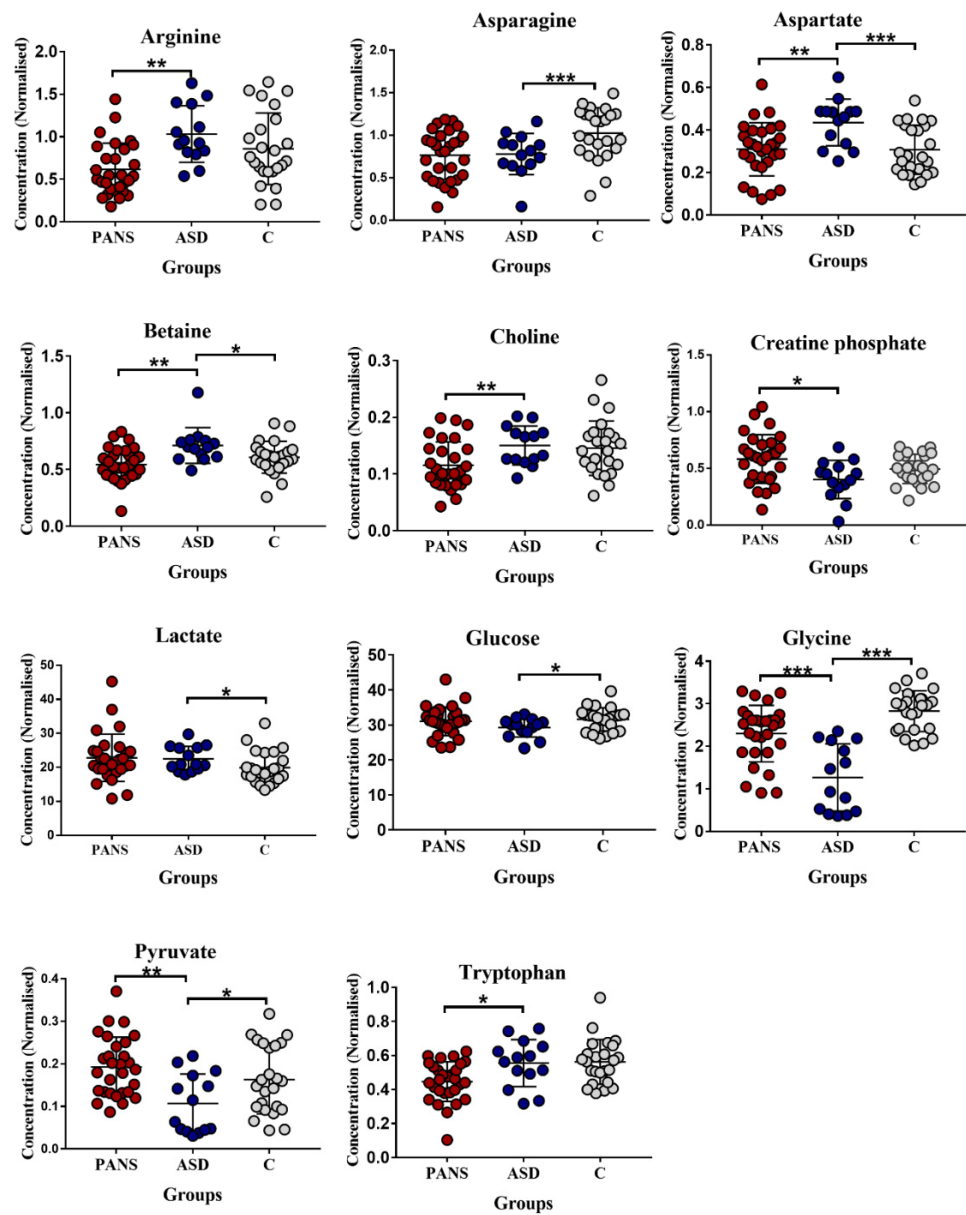 Arginine
Concentration (Normalised)
2.0
1.5
1.0
0.5
0.0
**
PANS ASD C
Groups
Asparagine
Concentration (Normalised)
2.0
1.5
1.0
0.5
0.0
***
PANS ASD C
Groups
Aspartate
Concentration (Normalised)
0.8
0.6
0.4
0.2
0.0
** ***
PANS ASD C
Groups
Betaine
Concentration (Normalised)
1.5
1.0
0.5
0.0
** *
PANS ASD C
Groups
Choline
Concentration (Normalised)
0.3
0.2
0.1
0.0
**
PANS ASD C
Groups
Creatine phosphate
Concentration (Normalised)
1.5
1.0
0.5
0.0
*
PANS ASD C
Groups
Lactate
Concentration (Normalised)
50
40
30
20
10
0
*
PANS ASD C
Groups
Glucose
Concentration (Normalised)
50
40
30
20
10
0
*
PANS ASD C
Groups
Glycine
Concentration (Normalised)
4
3
2
1
0
*** ***
PANS ASD C
Groups
Pyruvate
Concentration (Normalised)
0.4
0.3
0.2
0.1
0.0
** *
PANS ASD C
Groups
Tryptophan
Concentration (Normalised)
1.0
0.8
0.6
0.4
0.2
0.0
*
PANS ASD C
Groups